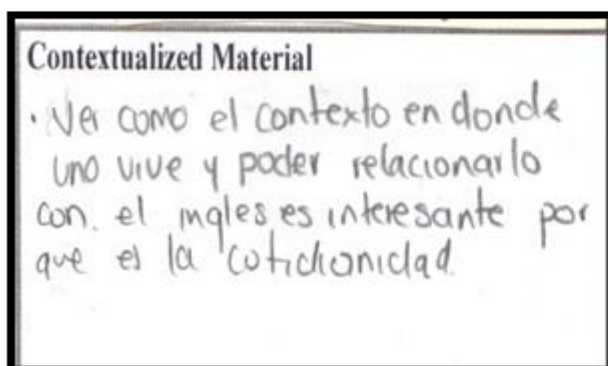 Contextualized Material
· Ver como el contexto en donde
uno vive y poder relacionarlo
con. el ingles es interesante por
que es la cotidianidad